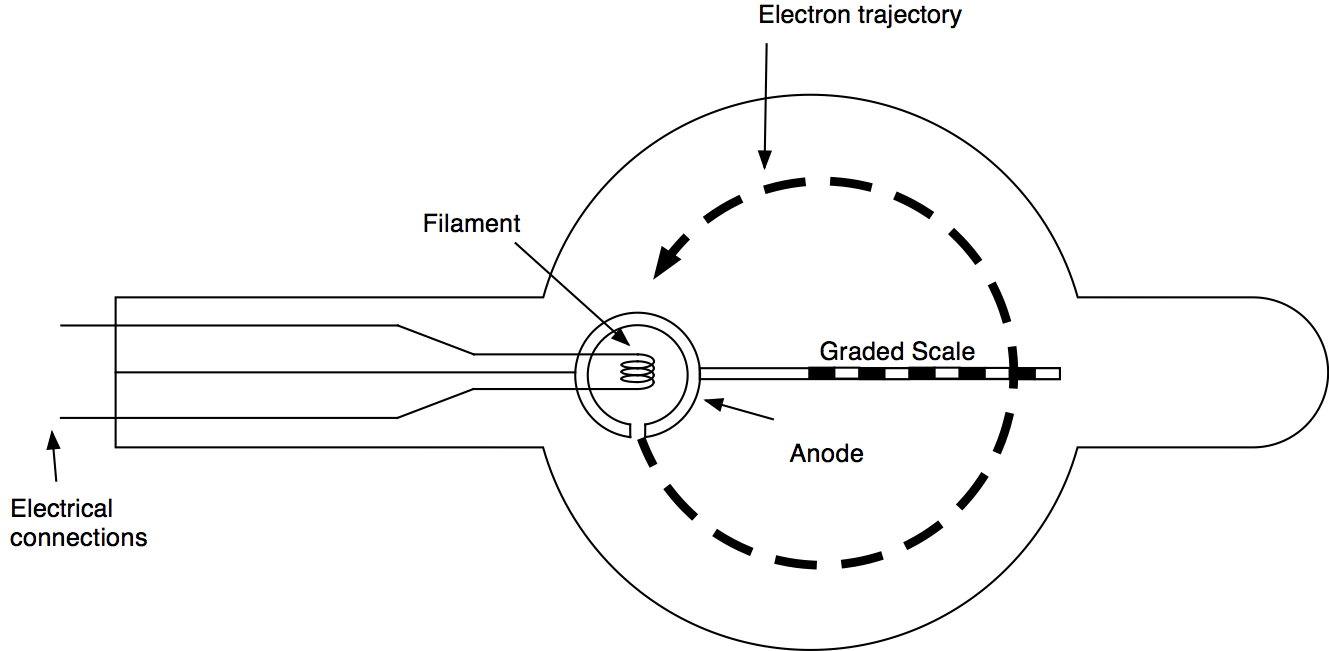 Electron trajectory
Filament
Graded Scale
Anode
Electrical
connections